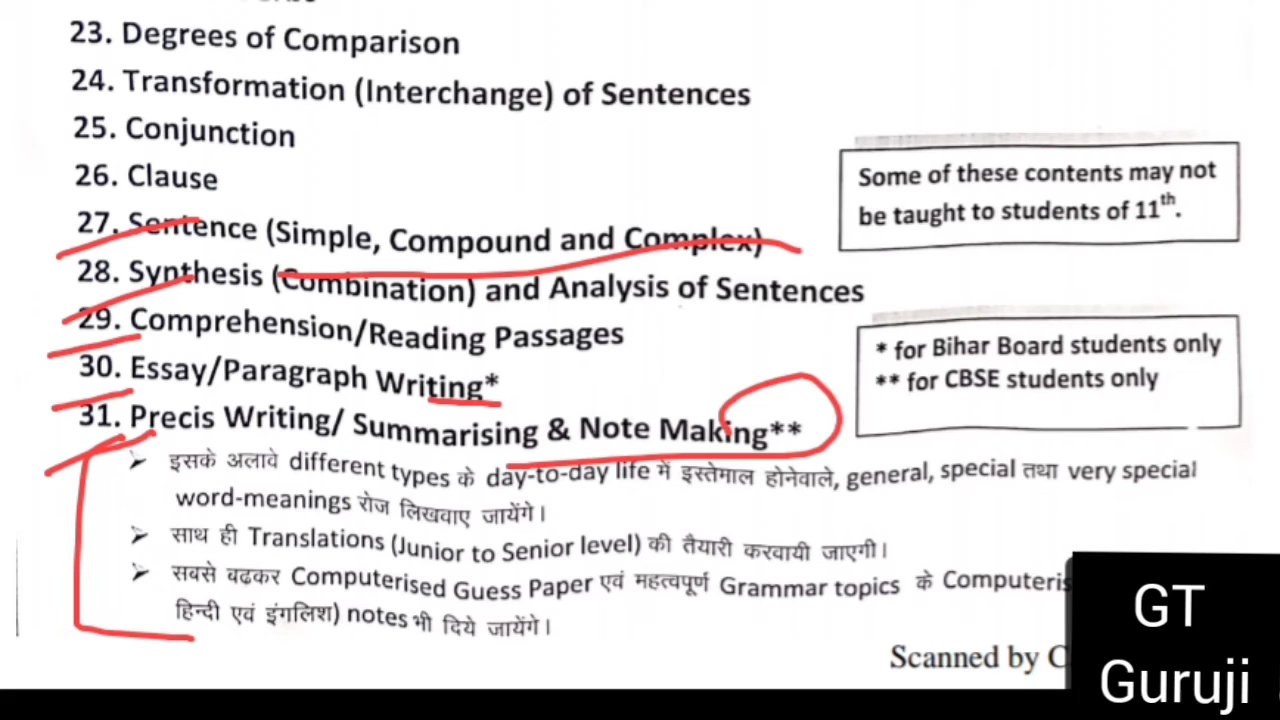 23. Degrees of Comparison
24. Transformation (Interchange) of Sentences
25. Conjunction
26. Clause
27. Sentence (Simple, Compound and Complex)
28. Synthesis (Combination) and Analysis of Sentences
29. Comprehension/Reading Passages
30. Essay/Paragraph Writing*
31. Precis Writing/ Summarising & Note Making**
Some of these contents may not
be taught to students of 11th.
* for Bihar Board students only
** for CBSE students only
➢ इसके अलावे different types के day-to-day life में इस्तेमाल होनेवाले, general, special तथा very special
word-meanings रोज लिखवाए जायेंगे।
➢ साथ ही Translations (Junior to Senior level) की तैयारी करवायी जाएगी।
➢ सबसे बढकर Computerised Guess Paper एवं महत्वपूर्ण Grammar topics के
हिन्दी एवं इंगलिश) notes भी दिये जायेंगे।
Scanned by
GT
Guruji